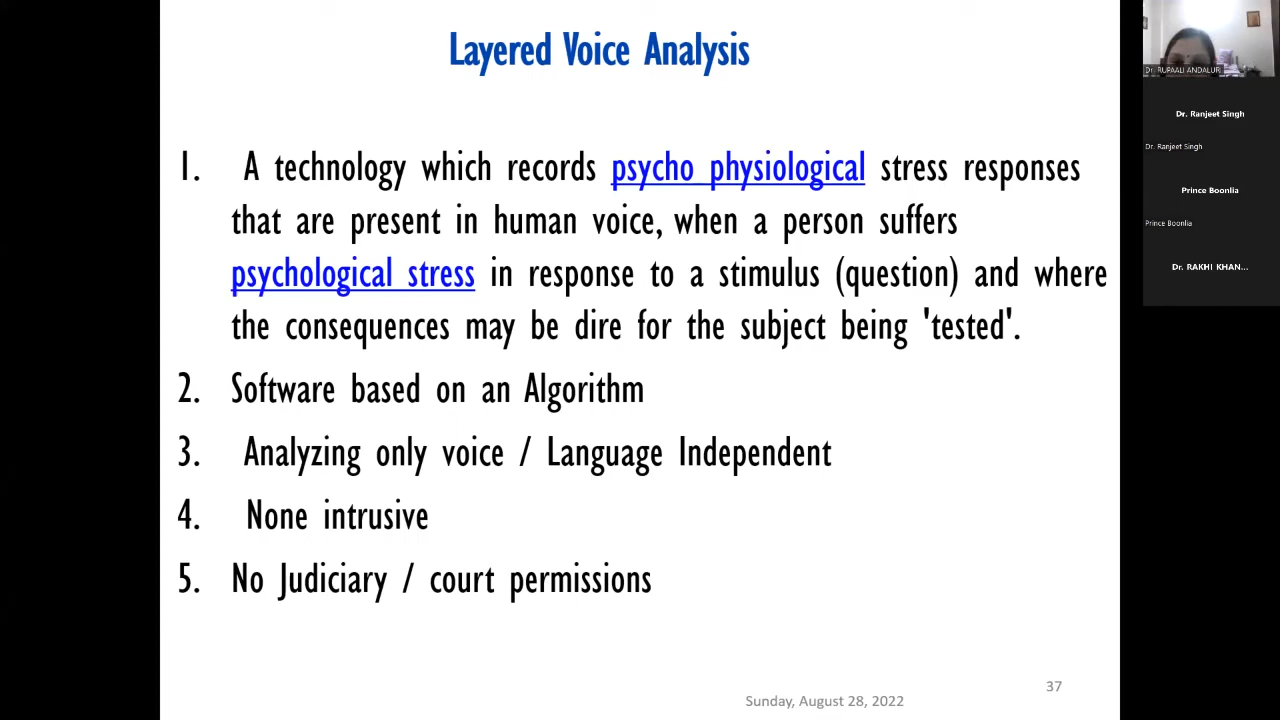 Layered Voice Analysis
1. A technology which records psycho physiological stress responses
that are present in human voice, when a person suffers
psychological stress in response to a stimulus (question) and where
the consequences may be dire for the subject being 'tested'.
2. Software based on an Algorithm
3. Analyzing only voice / Language Independent
4. None intrusive
5. No Judiciary / court permissions
37
Sunday, August 28, 2022
Dr. RUPAALI ANDALURI
Dr. Ranjeet Singh
Dr. Ranjeet Singh
Prince Boonlia
Prince Boonlia
Dr. RAKHI KHAN...